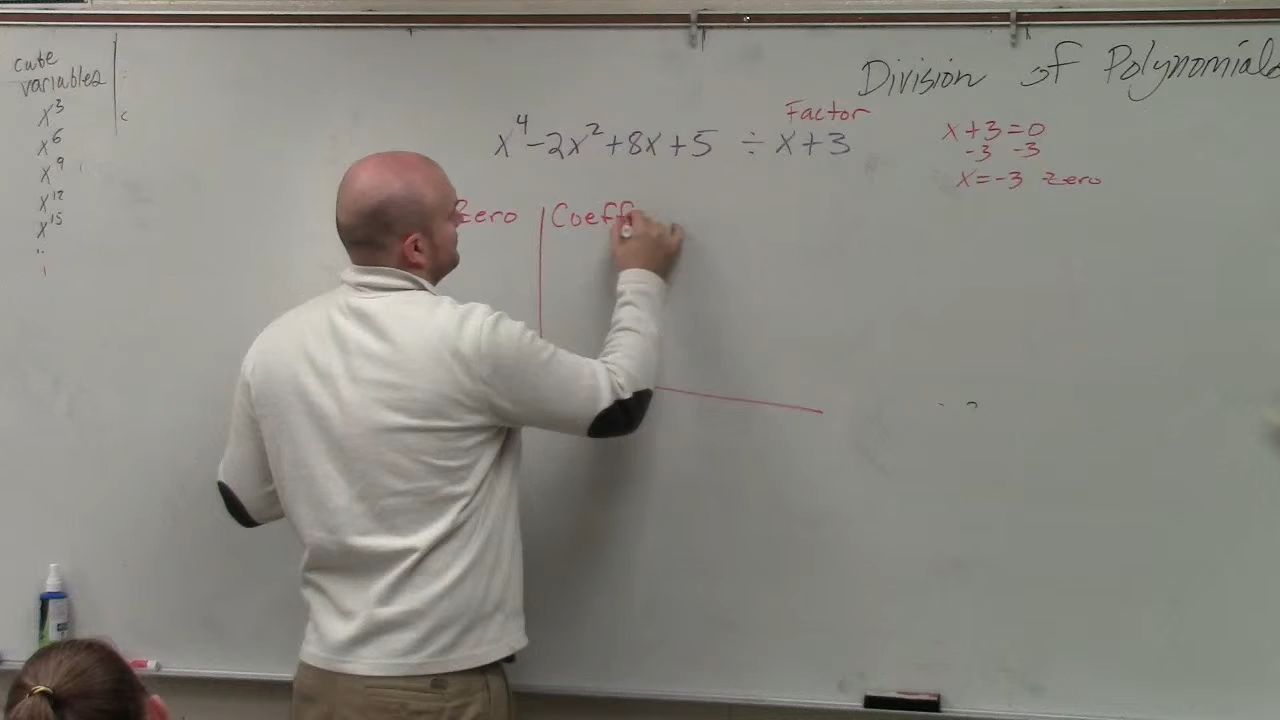 cube
variables
x³
x⁶
x⁹
x¹²
x¹⁵
Division of Polynomials
Factor
x⁴-2x²+8x+5 ÷ x+3
x+3=0
-3 -3
x=-3 zero
Zero Coeff